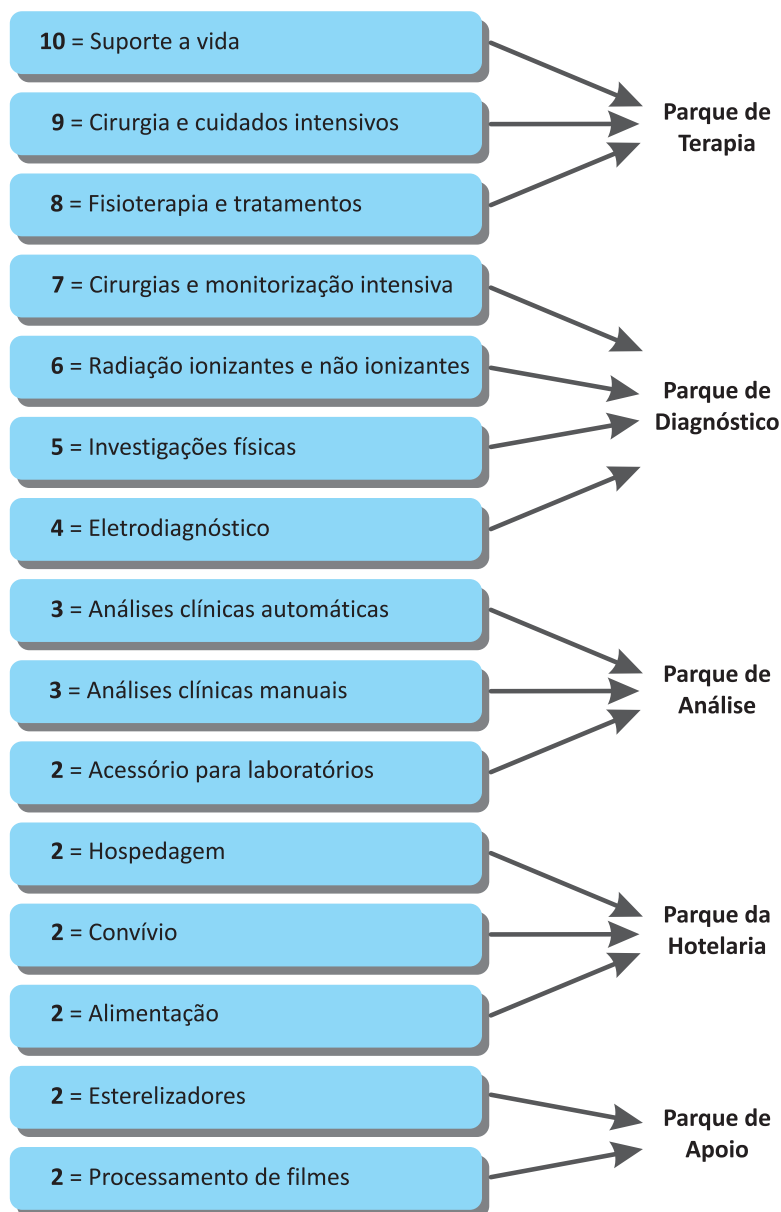 10 = Suporte a vida
9 = Cirurgia e cuidados intensivos
8 = Fisioterapia e tratamentos
Parque de
Terapia
7 = Cirurgias e monitorização intensiva
6 = Radiação ionizantes e não ionizantes
5 = Investigações físicas
4 = Eletrodiagnóstico
Parque de
Diagnóstico
3 = Análises clínicas automáticas
3 = Análises clínicas manuais
2 = Acessório para laboratórios
Parque de
Análise
2 = Hospedagem
2 = Convívio
2 = Alimentação
Parque da
Hotelaria
2 = Esterelizadores
2 = Processamento de filmes
Parque de
Apoio